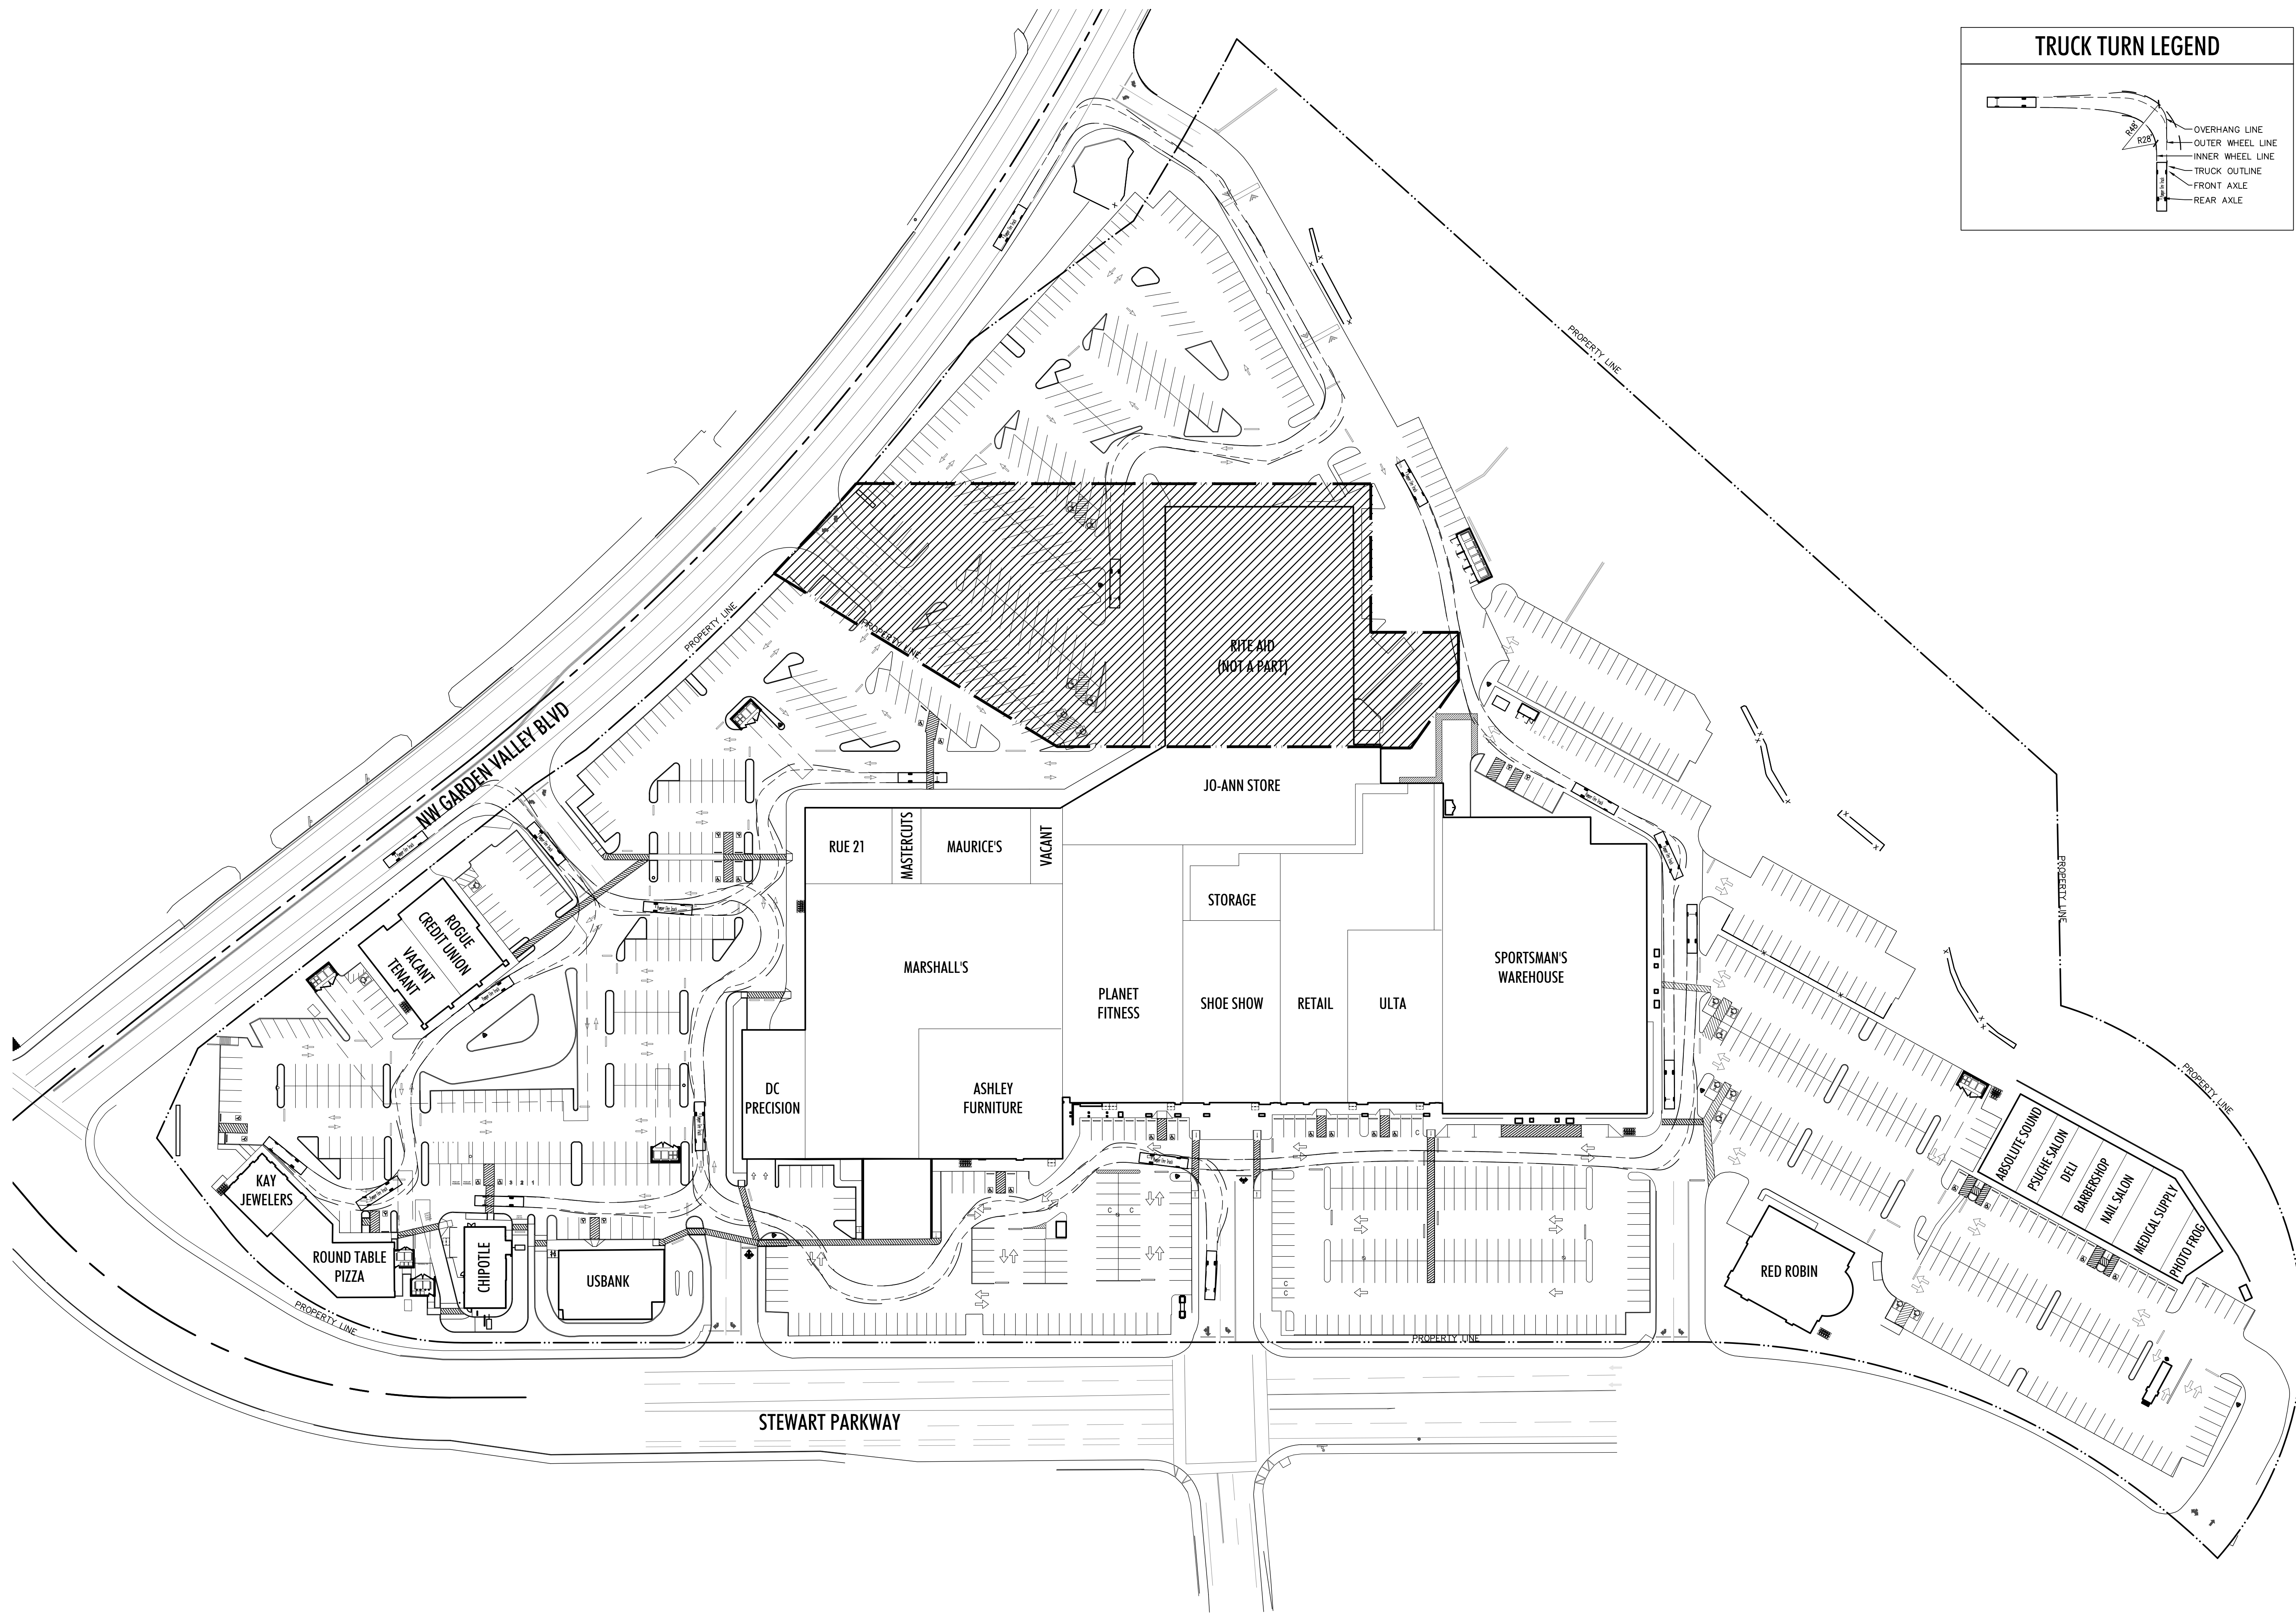 TRUCK TURN LEGEND
R48'
R28'
OVERHANG LINE
OUTER WHEEL LINE
INNER WHEEL LINE
TRUCK OUTLINE
FRONT AXLE
REAR AXLE
PROPERTY LINE
PROPERTY LINE
PROPERTY LINE
RITE AID
(NOT A PART)
NW GARDEN VALLEY BLVD
JO-ANN STORE
RUE 21
MASTERCUTS
MAURICE'S
VACANT
STORAGE
PROPERTY LINE
ROGUE
CREDIT UNION
VACANT
TENANT
MARSHALL'S
SPORTSMAN'S
WAREHOUSE
PLANET
FITNESS
SHOE SHOW
RETAIL
ULTA
DC
PRECISION
ASHLEY
FURNITURE
PROPERTY LINE
ABSOLUTE SOUND
PSUCHE SALON
DELI
BARBERSHOP
NAIL SALON
MEDICAL SUPPLY
PHOTO FROG
KAY
JEWELERS
3 2 1
C
C C
ROUND TABLE
PIZZA
CHIPOTLE
USBANK
RED ROBIN
C
C
PROPERTY LINE
PROPERTY LINE
STEWART PARKWAY